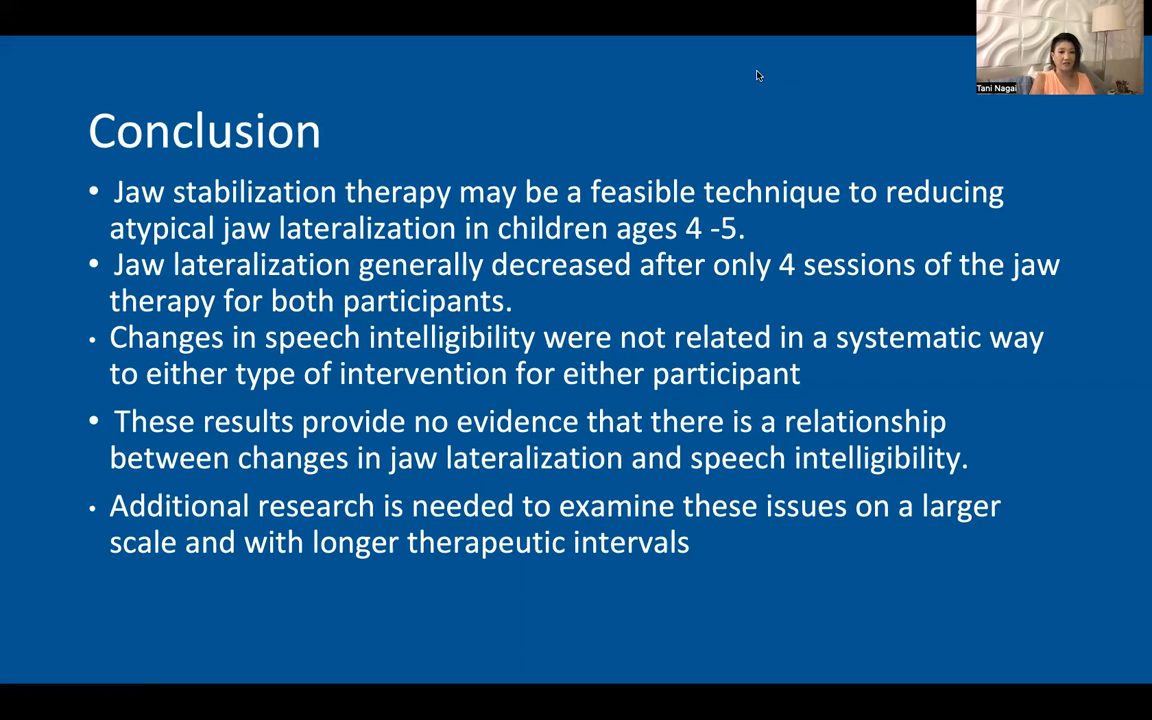 Tani Nagai
Conclusion
• Jaw stabilization therapy may be a feasible technique to reducing
atypical jaw lateralization in children ages 4 -5.
• Jaw lateralization generally decreased after only 4 sessions of the jaw
therapy for both participants.
• Changes in speech intelligibility were not related in a systematic way
to either type of intervention for either participant
• These results provide no evidence that there is a relationship
between changes in jaw lateralization and speech intelligibility.
• Additional research is needed to examine these issues on a larger
scale and with longer therapeutic intervals